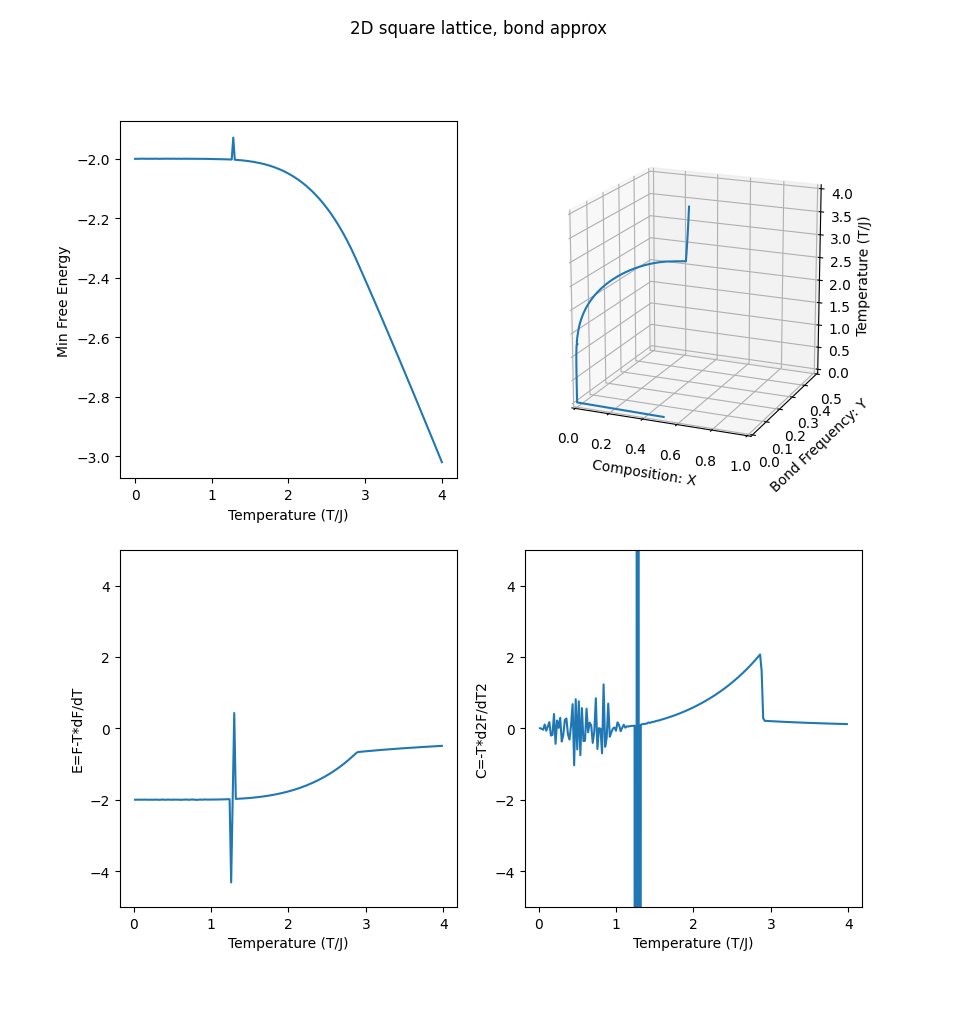 2D square lattice, bond approx
Min Free Energy
−2.0
−2.2
−2.4
−2.6
−2.8
−3.0
0 1 2 3 4
Temperature (T/J)
0.0 0.2 0.4 0.6 0.8 1.0
Composition: X
0.0 0.1 0.2 0.3 0.4 0.5
Bond Frequency: Y
4.0
3.5
3.0
2.5
2.0
1.5
1.0
0.5
0.0
Temperature (T/J)
E=F-T*dF/dT
4
2
0
−2
−4
0 1 2 3 4
Temperature (T/J)
C=-T*d2F/dT2
4
2
0
−2
−4
0 1 2 3 4
Temperature (T/J)